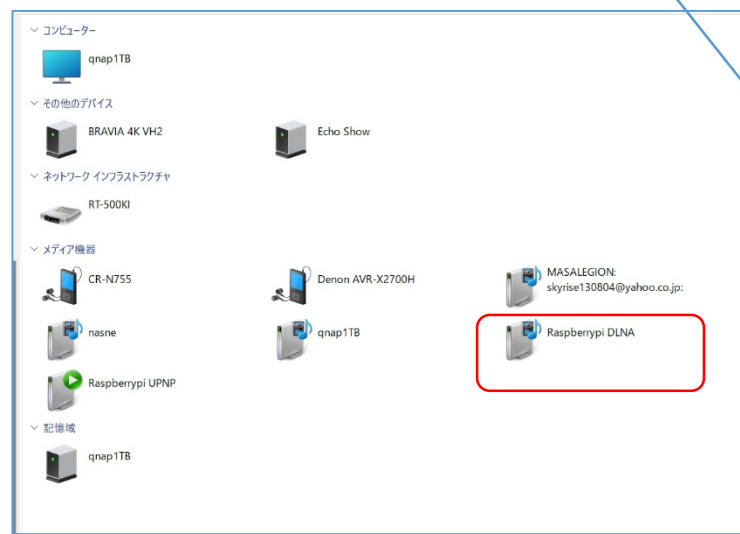 コンピューター
qnap1TB
その他のデバイス
BRAVIA 4K VH2
Echo Show
ネットワーク インフラストラクチャ
RT-500KI
メディア機器
CR-N755
Denon AVR-X2700H
MASALEGION:
skyrise130804@yahoo.co.jp:
nasne
qnap1TB
Raspberrypi DLNA
Raspberrypi UPNP
記憶域
qnap1TB